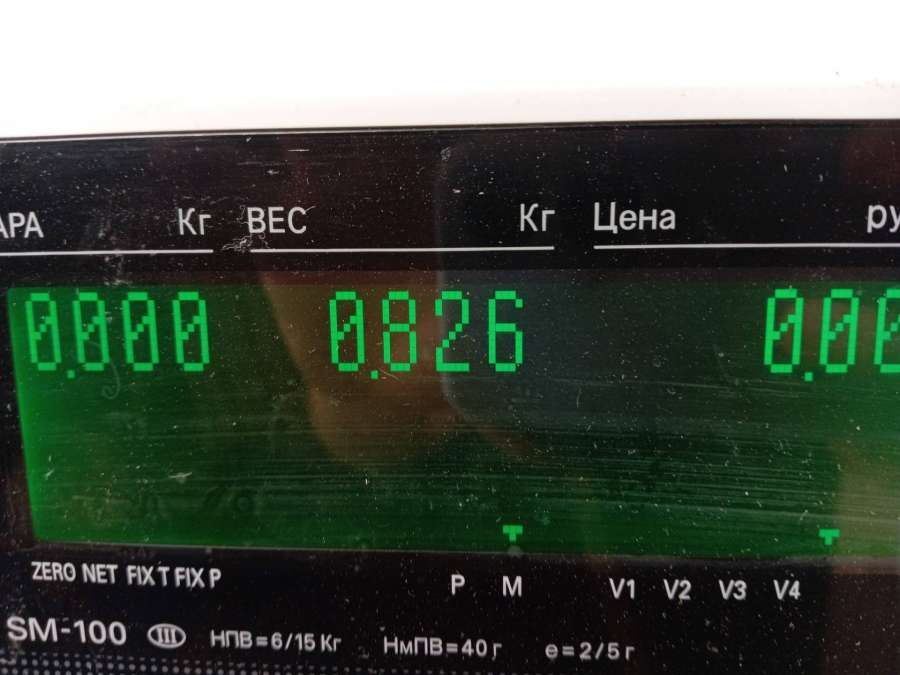 АРА Кг ВЕС Кг Цена ру
0.000 0.826 0.00
ZERO NET FIX T FIX P P M V1 V2 V3 V4
SM-100 III НПВ=6/15 Кг НмПВ=40 г e=2/5 г